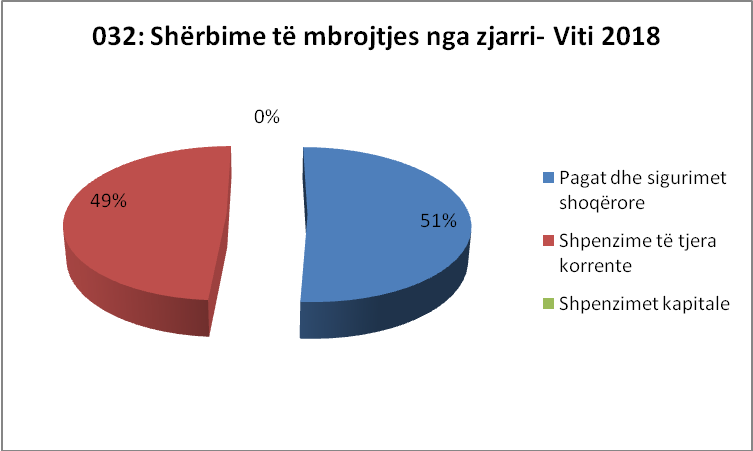 032: Shërbime të mbrojtjes nga zjarri- Viti 2018
0%
49%
51%
Pagat dhe sigurimet
shoqërore
Shpenzime të tjera
korrente
Shpenzimet kapitale